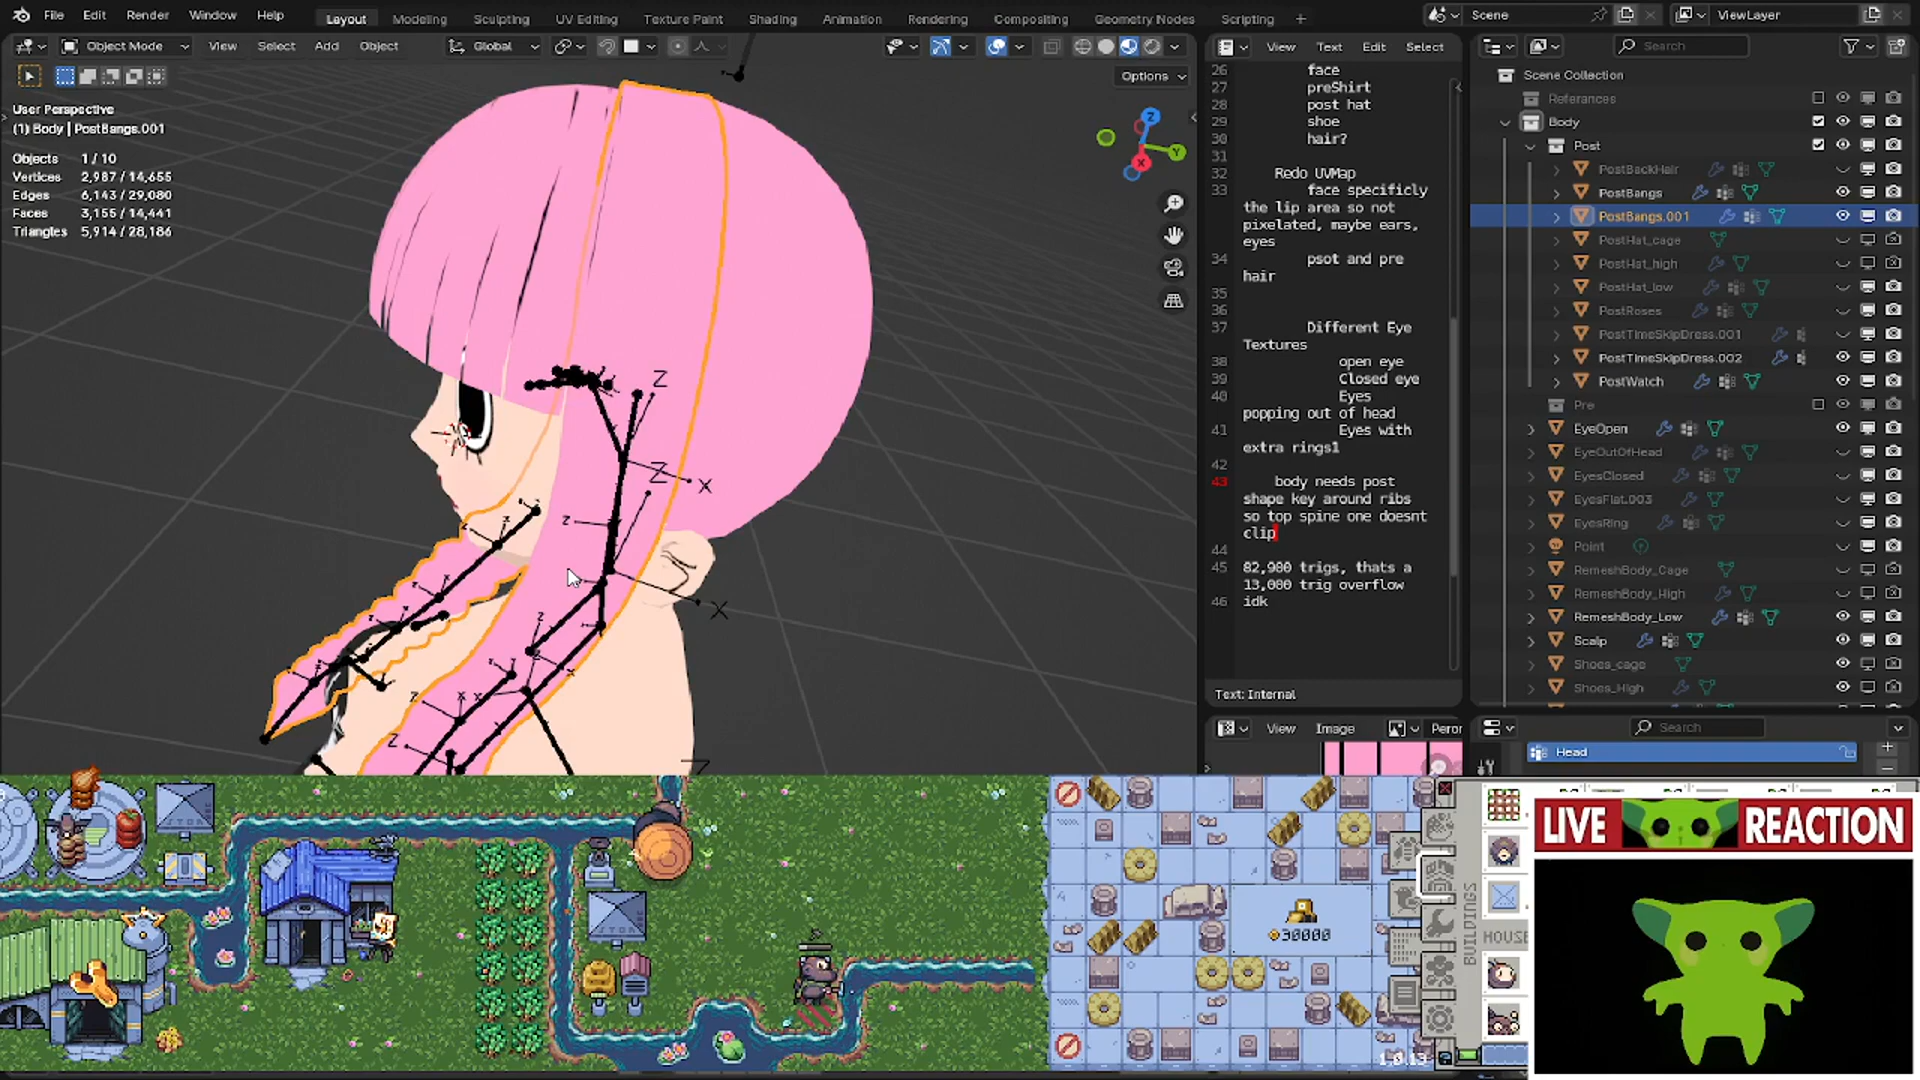 File Edit Render Window Help
Layout Modeling Sculpting UV Editing Texture Paint Shading Animation Rendering Compositing Geometry Nodes Scripting +
Scene
ViewLayer
Object Mode View Select Add Object
Global
View Text Edit Select
Search
Options
User Perspective
(1) Body | PostBangs.001
Objects 1 / 10
Vertices 2,987 / 14,655
Edges 6,143 / 29,080
Faces 3,155 / 14,441
Triangles 5,914 / 28,186
Z
Y
X
Z
Z X
X
26 face
27 preShirt
28 post hat
29 shoe
30 hair?
31
32 Redo UVMap
33 face specificly
the lip area so not
pixelated, maybe ears,
eyes
34 psot and pre
hair
35
36
37 Different Eye
Textures
38 open eye
39 Closed eye
40 Eyes
popping out of head
41 Eyes with
extra rings1
42
43 body needs post
shape key around ribs
so top spine one doesnt
clip
44
45 82,900 trigs, thats a
13,000 trig overflow
46 idk
Text: Internal
View Image
Scene Collection
References
Body
Post
PostBackHair
PostBangs
PostBangs.001
PostHat_cage
PostHat_high
PostHat_low
PostRoses
PostTimeSkipDress.001
PostTimeSkipDress.002
PostWatch
Pre
EyeOpen
EyeOutOfHead
EyesClosed
EyesFlat.003
EyesRing
Point
RemeshBody_Cage
RemeshBody_High
RemeshBody_Low
Scalp
Shoes_cage
Shoes_High
Search
Head
30000
1.0.13
BUILDINGS
HOUSE
LIVE REACTION